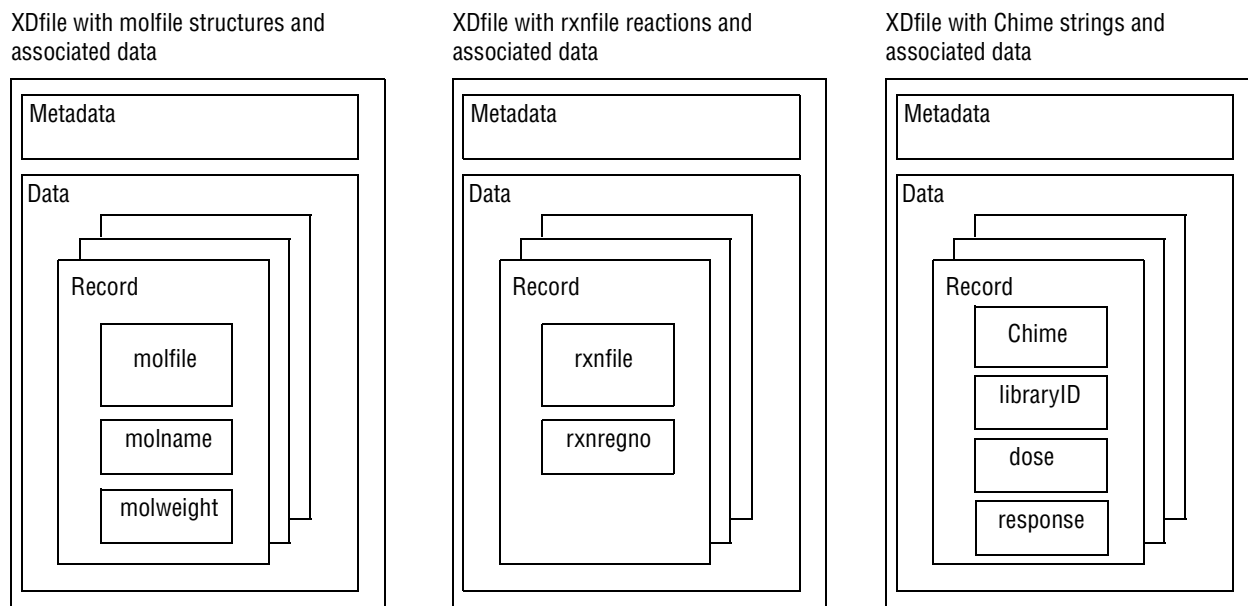 XDfile with molfile structures and
associated data
Metadata
Data
Record
molfile
molname
molweight
XDfile with rxnfile reactions and
associated data
Metadata
Data
Record
rxnfile
rxnregno
XDfile with Chime strings and
associated data
Metadata
Data
Record
Chime
libraryID
dose
response